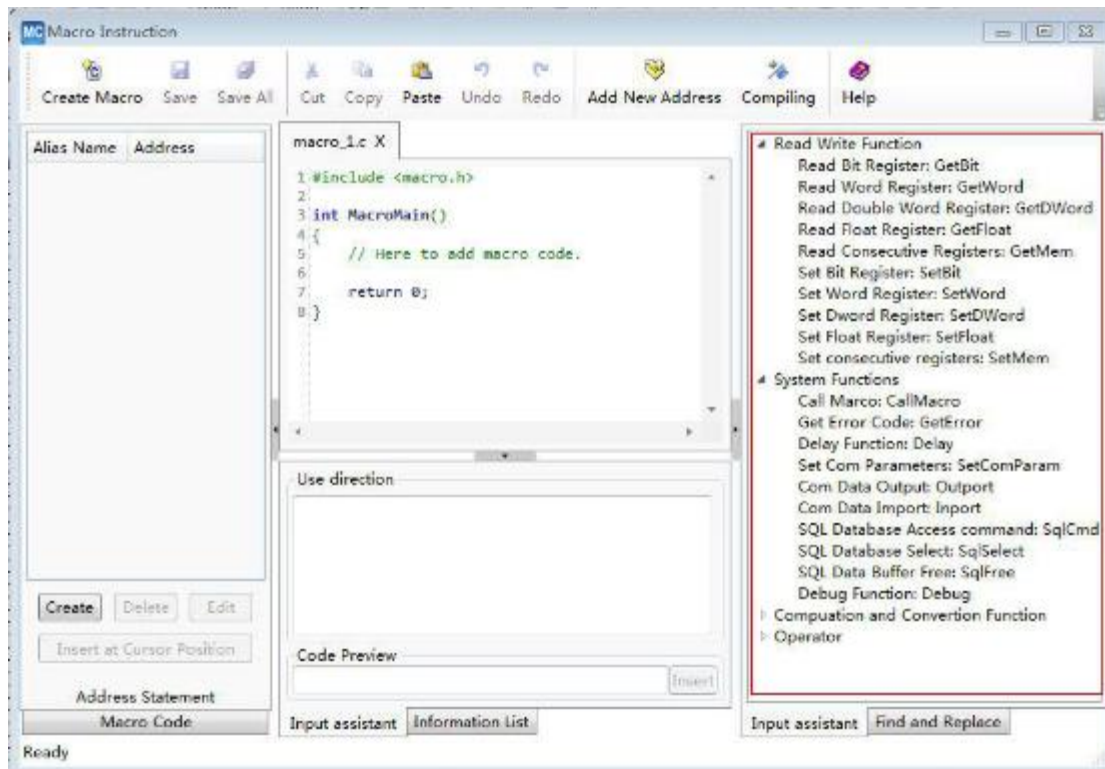 MC Macro Instruction
Create Macro Save Save All Cut Copy Paste Undo Redo Add New Address Compiling Help
Alias Name Address
macro_1.c X
1 #include <macro.h>
2
3 int MacroMain()
4 {
5 // Here to add macro code.
6
7 return 0;
8 }
Use direction
Code Preview
Insert
Input assistant Information List
Create Delete Edit
Insert at Cursor Position
Address Statement
Macro Code
Read Write Function
Read Bit Register: GetBit
Read Word Register: GetWord
Read Double Word Register: GetDWord
Read Float Register: GetFloat
Read Consecutive Registers: GetMem
Set Bit Register: SetBit
Set Word Register: SetWord
Set Dword Register: SetDWord
Set Float Register: SetFloat
Set consecutive registers: SetMem
System Functions
Call Marco: CallMacro
Get Error Code: GetError
Delay Function: Delay
Set Com Parameters: SetComParam
Com Data Output: Outport
Com Data Import: Inport
SQL Database Access command: SqlCmd
SQL Database Select: SqlSelect
SQL Data Buffer Free: SqlFree
Debug Function: Debug
Compuation and Convertion Function
Operator
Input assistant Find and Replace
Ready